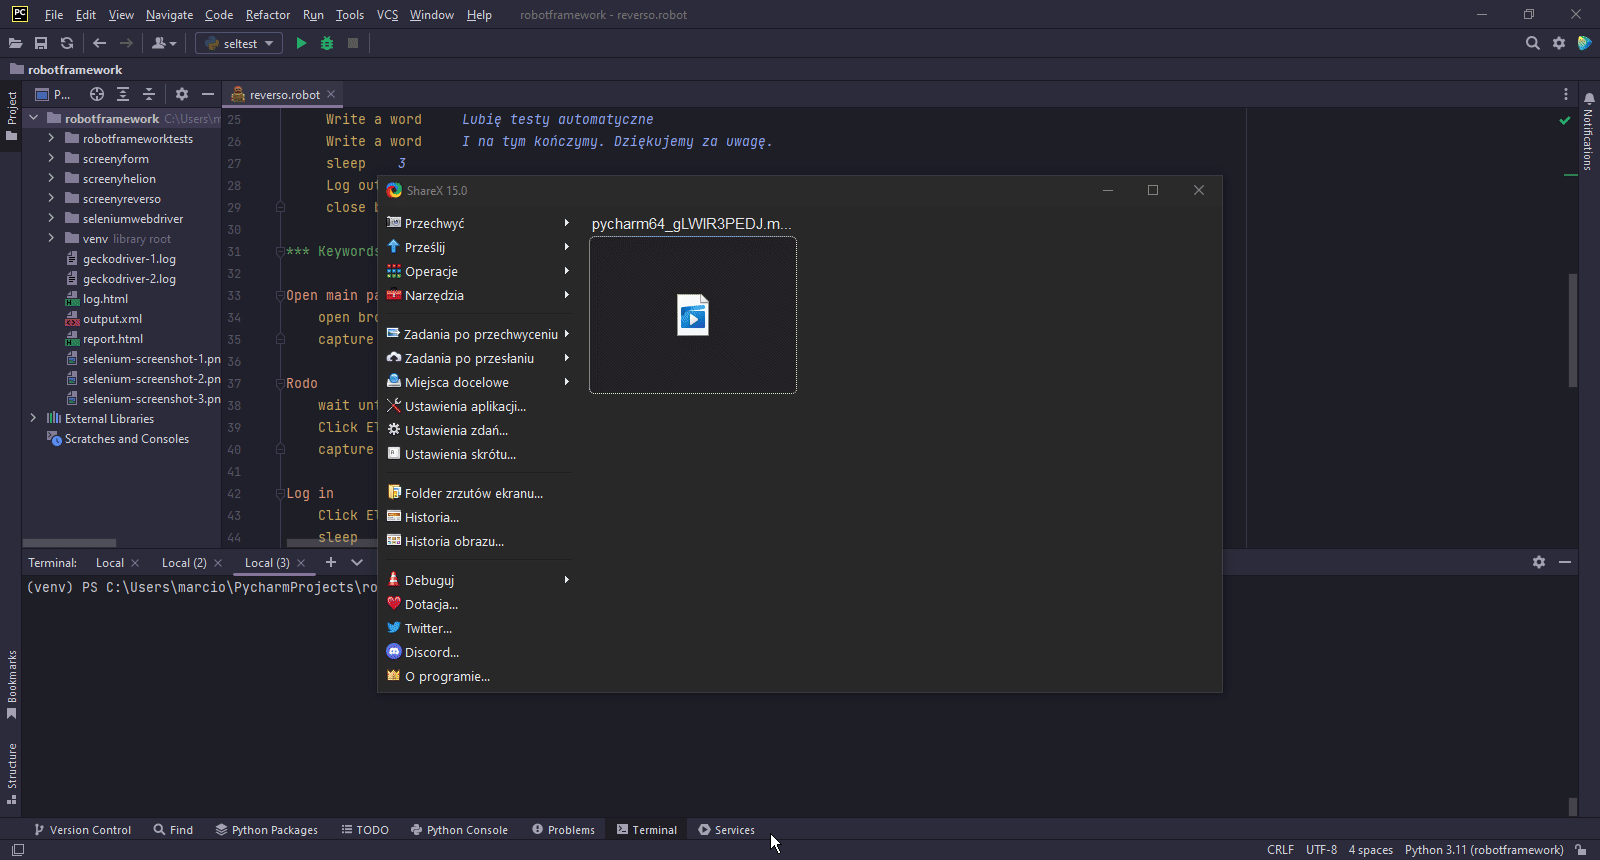 PC File Edit View Navigate Code Refactor Run Tools VCS Window Help robotframework - reverso.robot
seltest
robotframework
Project
P...
reverso.robot
robotframework C:\Users\m
robotframeworktests
screenyform
screenyhelion
screenyreverso
seleniumwebdriver
venv library root
geckodriver-1.log
geckodriver-2.log
log.html
output.xml
report.html
selenium-screenshot-1.pn
selenium-screenshot-2.pn
selenium-screenshot-3.pn
External Libraries
Scratches and Consoles
25 Write a word Lubię testy automatyczne
26 Write a word I na tym kończymy. Dziękujemy za uwagę.
27 sleep 3
28 Log out
29 close b
30
31 *** Keywords
32
33 Open main pa
34 open bro
35 capture
36
37 Rodo
38 wait unt
39 Click El
40 capture
41
42 Log in
43 Click El
44 sleep
Notifications
ShareX 15.0
Przechwyć
Prześlij
Operacje
Narzędzia
Zadania po przechwyceniu
Zadania po przesłaniu
Miejsca docelowe
Ustawienia aplikacji...
Ustawienia zdań...
Ustawienia skrótu...
Folder zrzutów ekranu...
Historia...
Historia obrazu...
Debuguj
Dotacja...
Twitter...
Discord...
O programie...
pycharm64_gLWIR3PEDJ.m...
Terminal: Local Local (2) Local (3)
(venv) PS C:\Users\marcio\PycharmProjects\ro
Bookmarks
Structure
Version Control Find Python Packages TODO Python Console Problems Terminal Services
CRLF UTF-8 4 spaces Python 3.11 (robotframework)